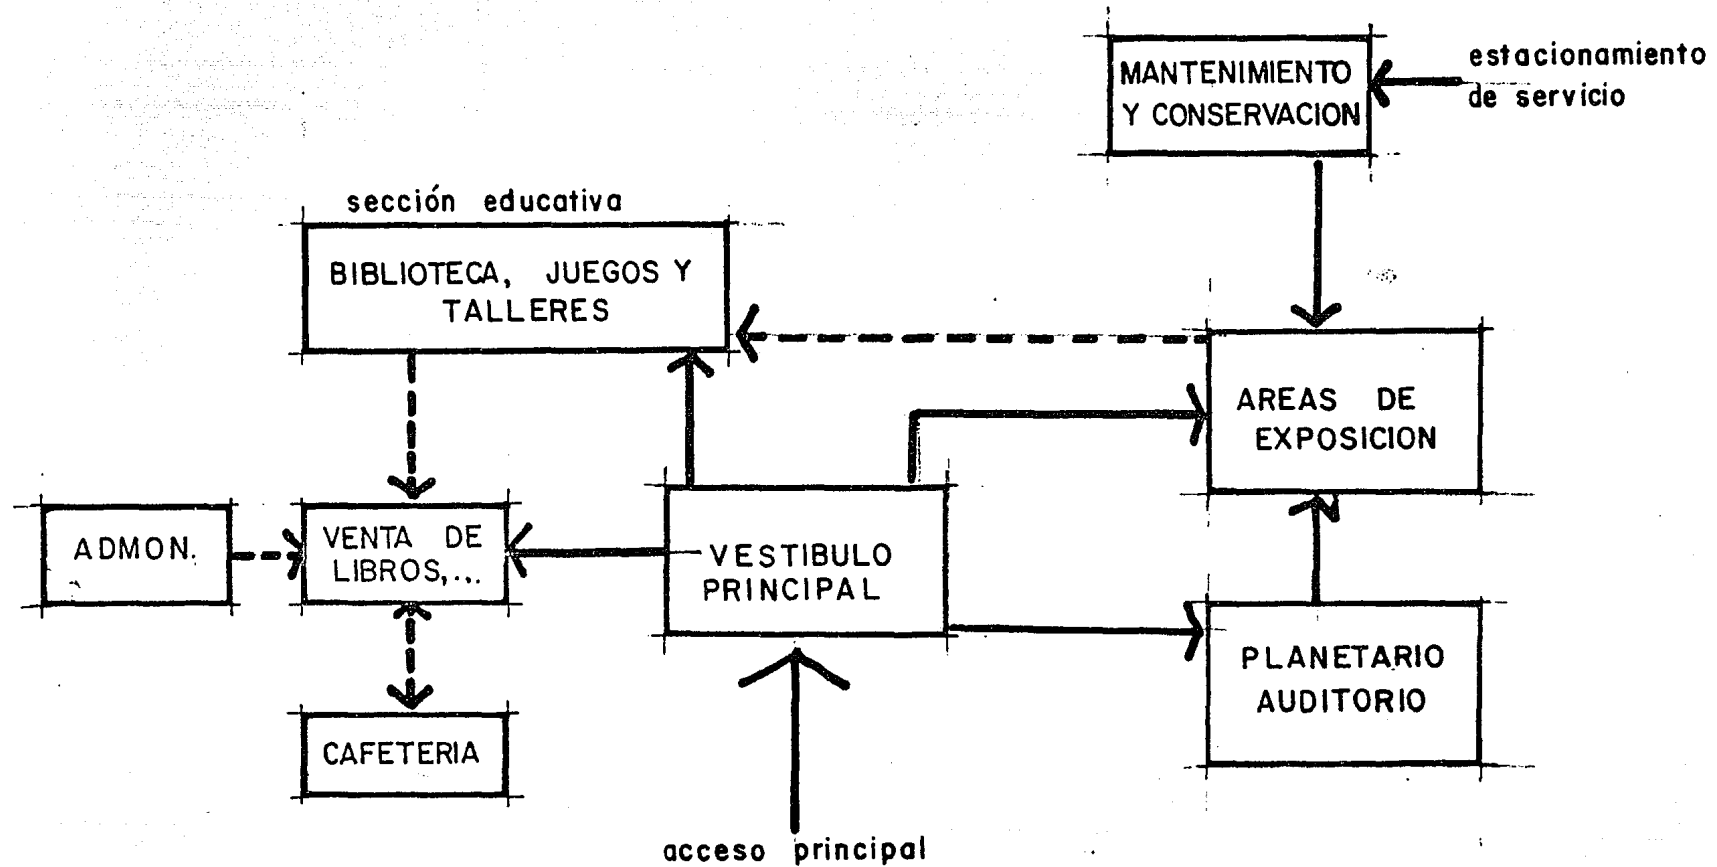 MANTENIMIENTO
Y CONSERVACION
estacionamiento
de servicio
sección educativa
BIBLIOTECA, JUEGOS Y
TALLERES
AREAS DE
EXPOSICION
ADMON.
VENTA DE
LIBROS,...
VESTIBULO
PRINCIPAL
PLANETARIO
AUDITORIO
CAFETERIA
acceso principal